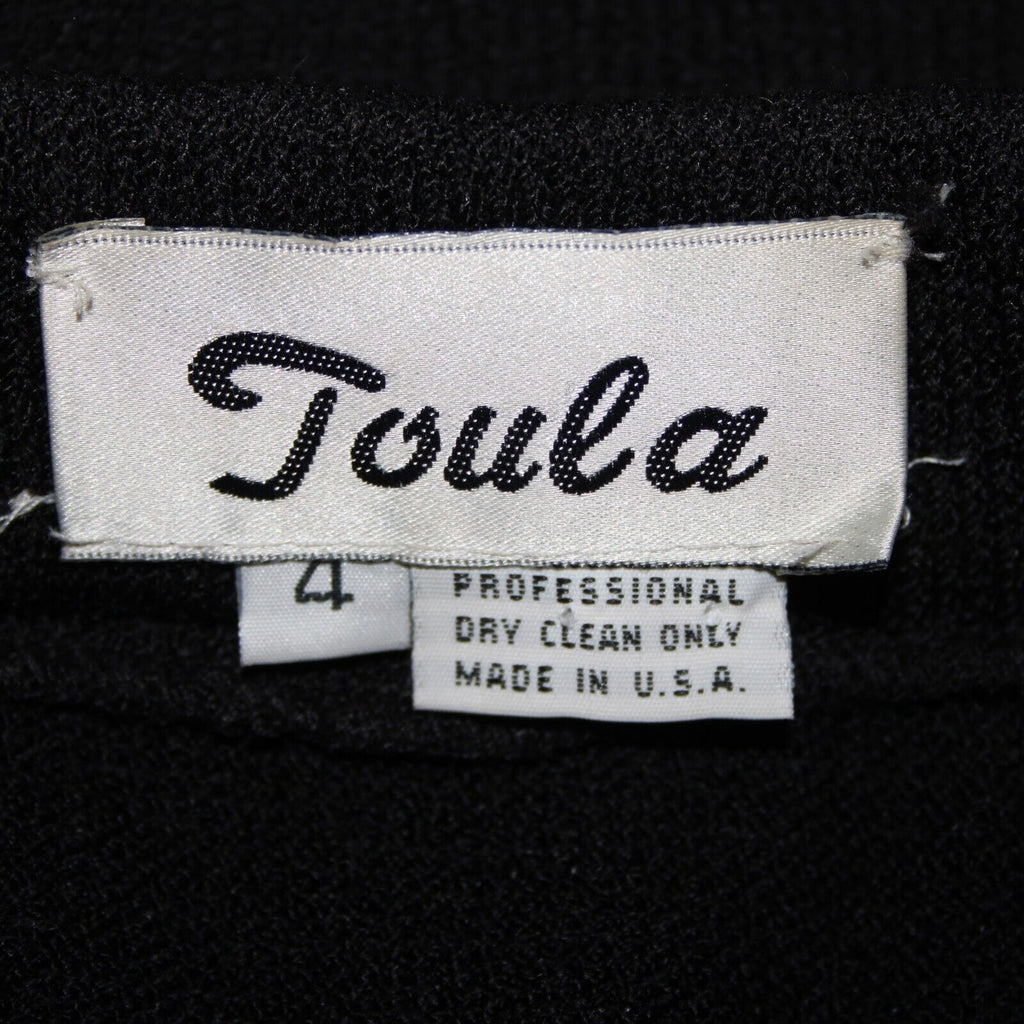 Toula
4
PROFESSIONAL
DRY CLEAN ONLY
MADE IN U.S.A.